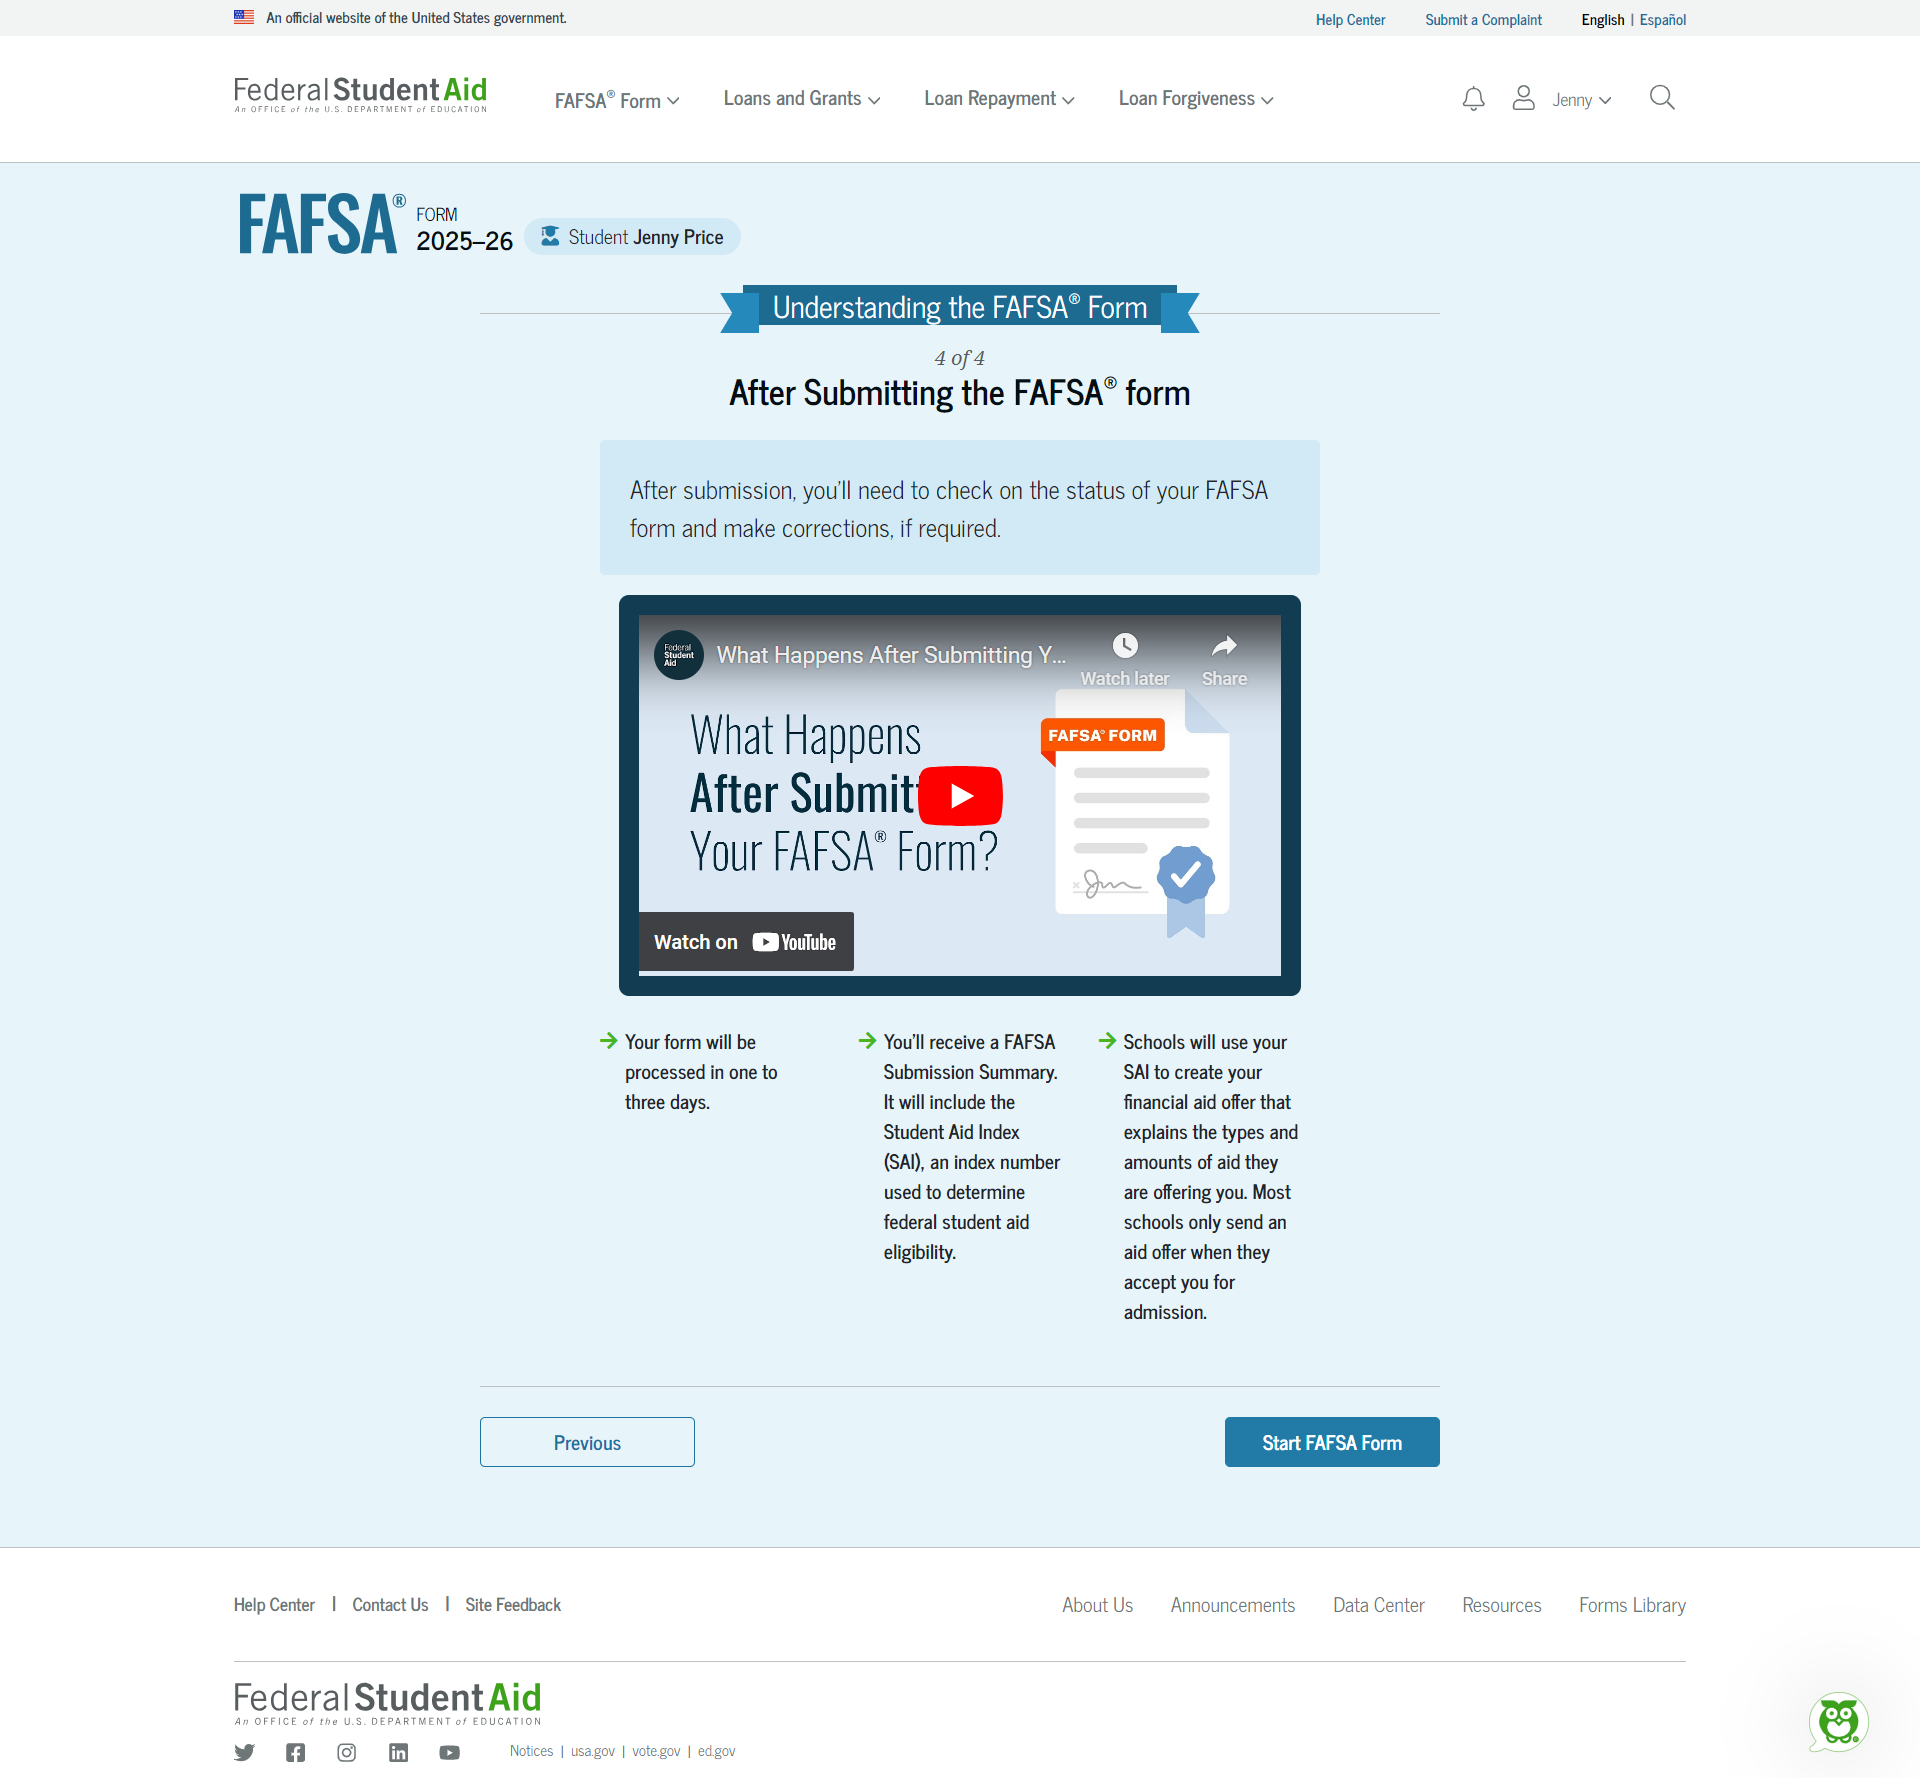 An official website of the United States government.
Help Center
Submit a Complaint
English | Español
Federal Student Aid
An OFFICE of the U.S. DEPARTMENT of EDUCATION
FAFSA® Form
Loans and Grants
Loan Repayment
Loan Forgiveness
Jenny
FAFSA®
FORM
2025–26
Student Jenny Price
Understanding the FAFSA® Form
4 of 4
After Submitting the FAFSA® form
After submission, you'll need to check on the status of your FAFSA
form and make corrections, if required.
Federal
Student
Aid
What Happens After Submitting Y...
Watch later
Share
What Happens
After Submit
Your FAFSA® Form?
FAFSA® FORM
Watch on YouTube
Your form will be
processed in one to
three days.
You'll receive a FAFSA
Submission Summary.
It will include the
Student Aid Index
(SAI), an index number
used to determine
federal student aid
eligibility.
Schools will use your
SAI to create your
financial aid offer that
explains the types and
amounts of aid they
are offering you. Most
schools only send an
aid offer when they
accept you for
admission.
Previous
Start FAFSA Form
Help Center | Contact Us | Site Feedback
About Us
Announcements
Data Center
Resources
Forms Library
Federal Student Aid
An OFFICE of the U.S. DEPARTMENT of EDUCATION
Notices | usa.gov | vote.gov | ed.gov